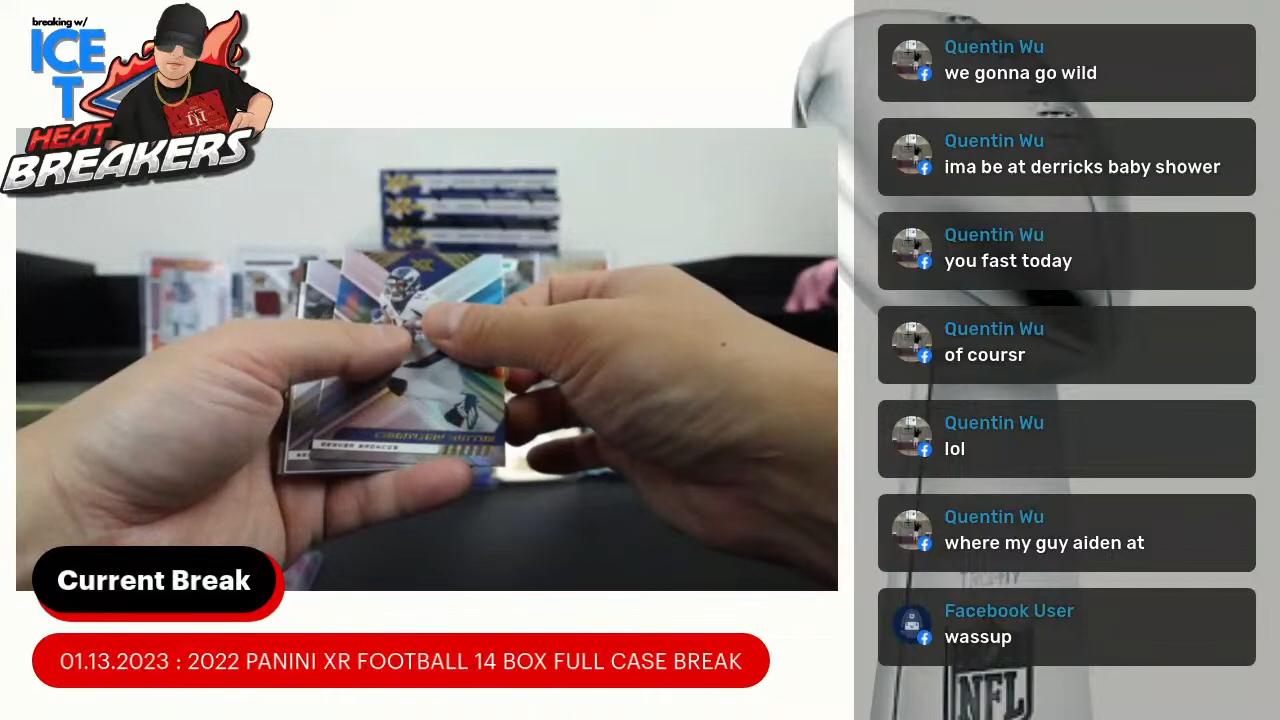 breaking w/
ICE
T
HEAT
BREAKERS
XR
DENVER BRONCOS
Current Break
01.13.2023 : 2022 PANINI XR FOOTBALL 14 BOX FULL CASE BREAK
Quentin Wu
we gonna go wild
Quentin Wu
ima be at derricks baby shower
Quentin Wu
you fast today
Quentin Wu
of coursr
Quentin Wu
lol
Quentin Wu
where my guy aiden at
Facebook User
wassup
NFL